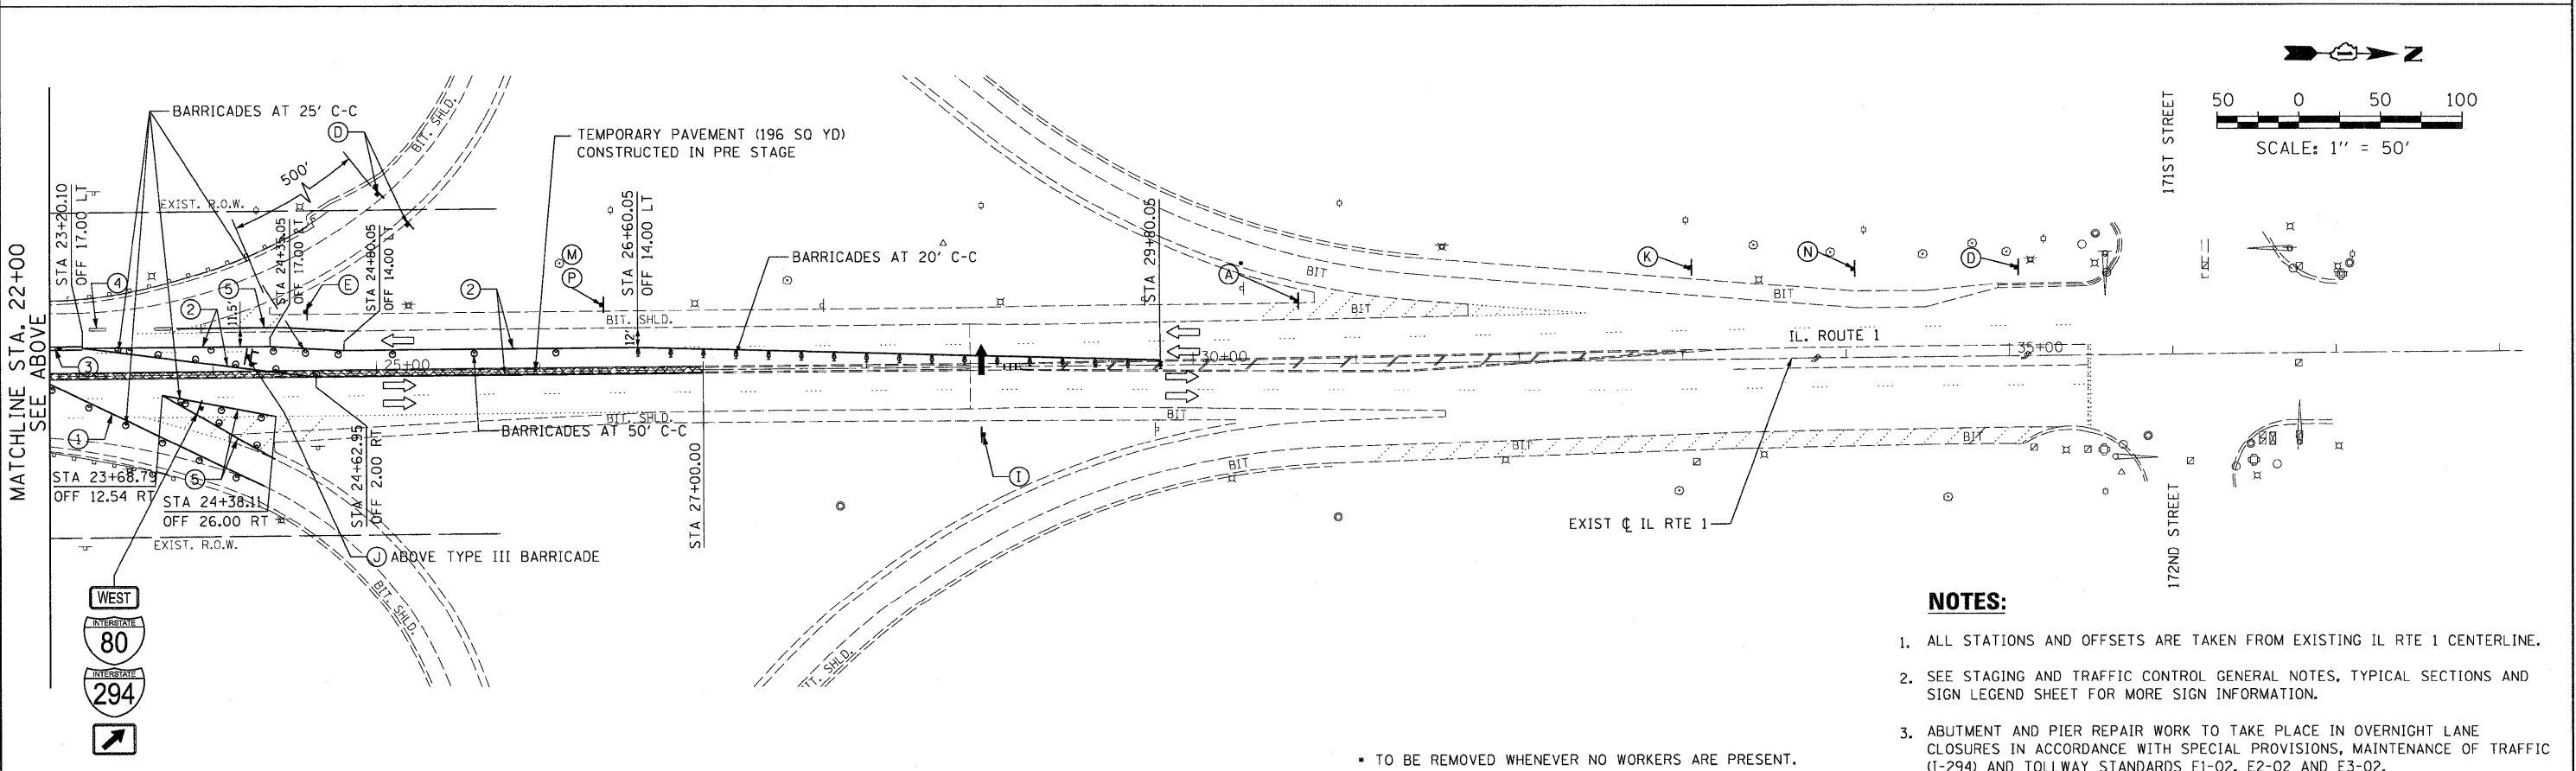 MATCHLINE STA. 22+00
SEE ABOVE
BARRICADES AT 25' C-C
D
500'
BIT. SHLD.
EXIST. R.O.W.
STA 23+20.10
OFF 17.00 LT
4
2
5
11.5'
STA 24+35.05
OFF 17.00 LT
E
STA 24+80.05
OFF 14.00 LT
2
TEMPORARY PAVEMENT (196 SQ YD)
CONSTRUCTED IN PRE STAGE
M
P
STA 26+60.05
OFF 14.00 LT
12'
BIT. SHLD.
BARRICADES AT 20' C-C
STA 29+80.05
A
BIT
BIT
K
N
D
BIT
IL. ROUTE 1
171ST STREET
N
50 0 50 100
SCALE: 1" = 50'
3
25+00
30+00
35+00
1
STA 23+68.79
OFF 12.54 RT
5
STA 24+38.11
OFF 26.00 RT
EXIST. R.O.W.
STA 24+62.95
OFF 2.00 RT
BIT. SHLD.
BARRICADES AT 50' C-C
STA 27+00.00
J ABOVE TYPE III BARRICADE
BIT. SHLD.
I
BIT
BIT
BIT
BIT
BIT. SHLD.
EXIST ℄ IL RTE 1
172ND STREET
WEST
INTERSTATE
80
INTERSTATE
294
NOTES:
1. ALL STATIONS AND OFFSETS ARE TAKEN FROM EXISTING IL RTE 1 CENTERLINE.
2. SEE STAGING AND TRAFFIC CONTROL GENERAL NOTES, TYPICAL SECTIONS AND
SIGN LEGEND SHEET FOR MORE SIGN INFORMATION.
3. ABUTMENT AND PIER REPAIR WORK TO TAKE PLACE IN OVERNIGHT LANE
CLOSURES IN ACCORDANCE WITH SPECIAL PROVISIONS, MAINTENANCE OF TRAFFIC
(I-294) AND TOLLWAY STANDARDS E1-02, E2-02 AND E3-02.
* TO BE REMOVED WHENEVER NO WORKERS ARE PRESENT.